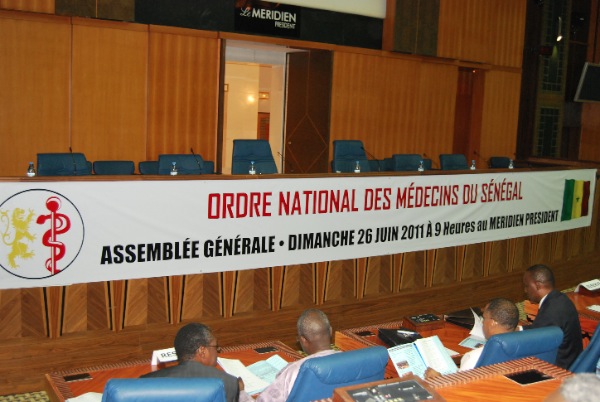 Le MERIDIEN
PRESIDENT
ORDRE NATIONAL DES MÉDECINS DU SÉNÉGAL
ASSEMBLÉE GÉNÉRALE • DIMANCHE 26 JUIN 2011 À 9 Heures au MERIDIEN PRESIDENT